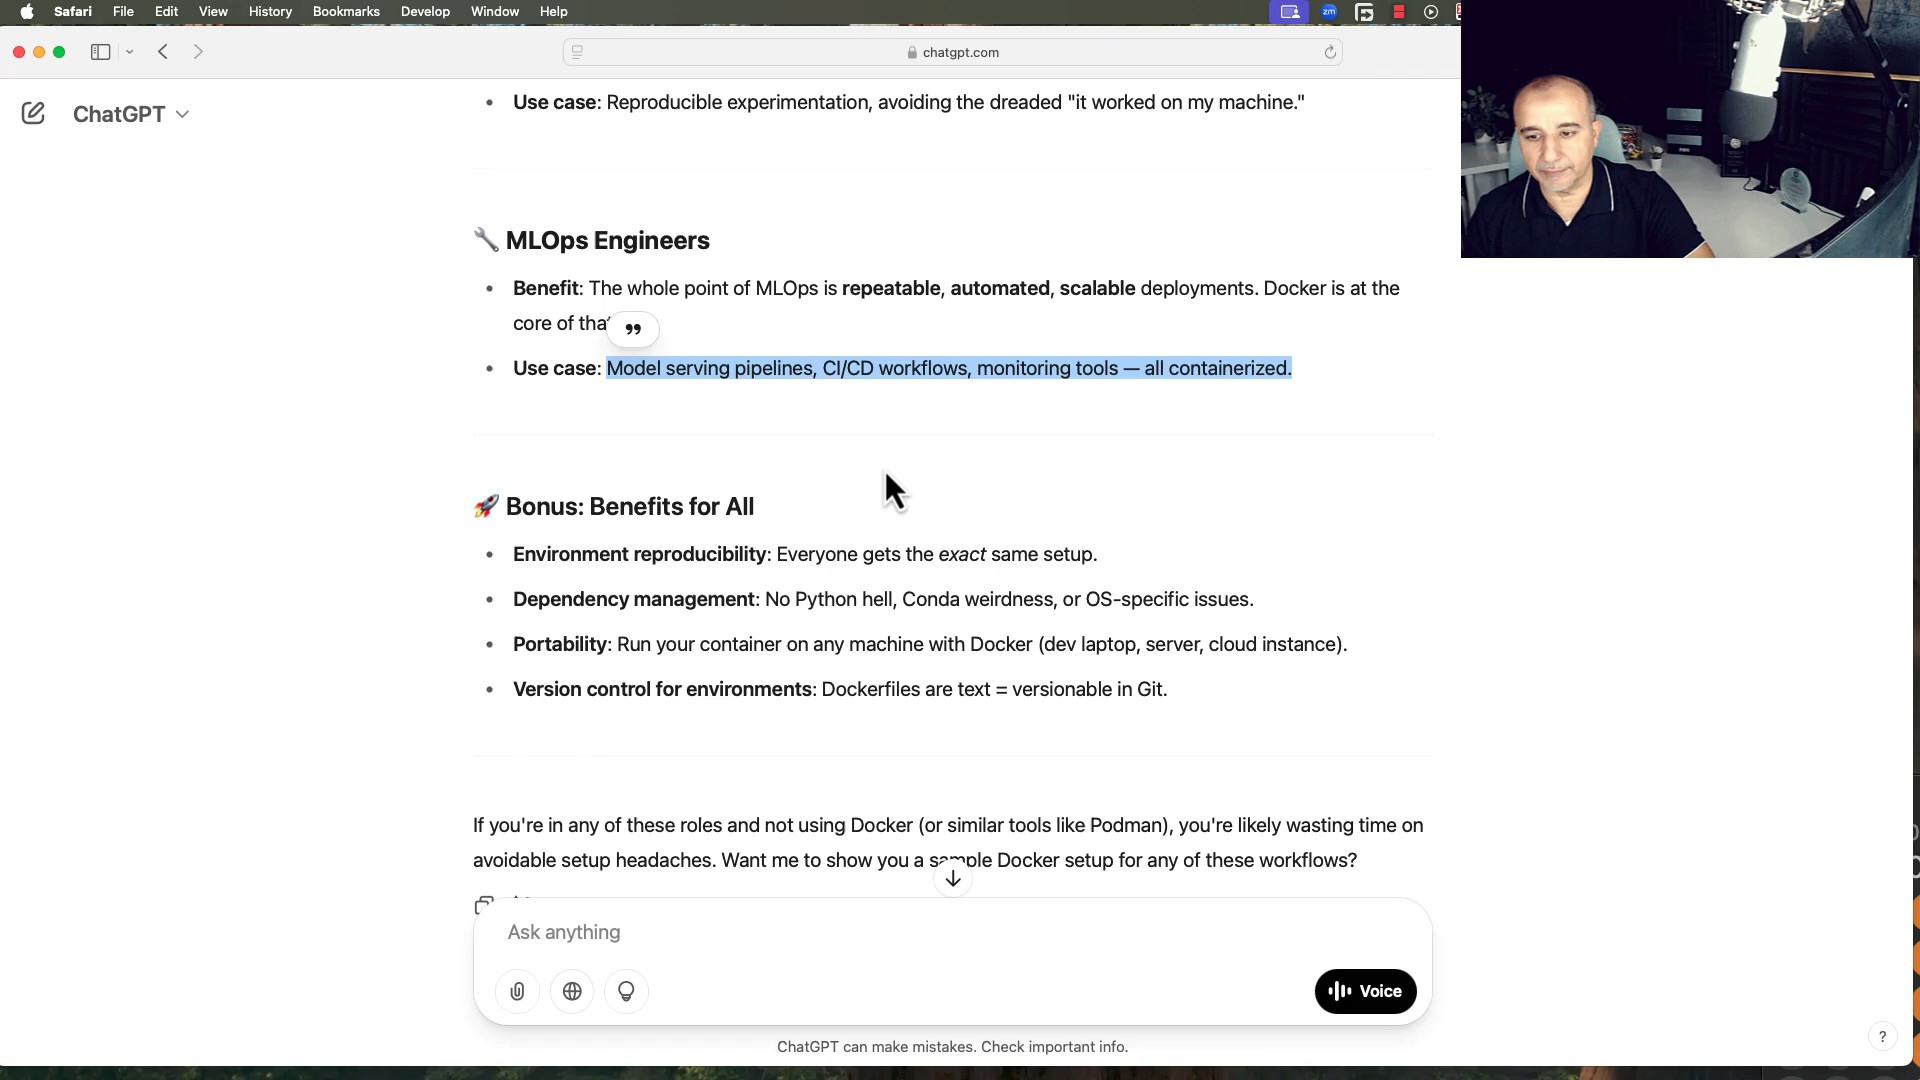 Safari File Edit View History Bookmarks Develop Window Help
zm
chatgpt.com
ChatGPT
• Use case: Reproducible experimentation, avoiding the dreaded "it worked on my machine."
🔧 MLOps Engineers
• Benefit: The whole point of MLOps is repeatable, automated, scalable deployments. Docker is at the
core of that
• Use case: Model serving pipelines, CI/CD workflows, monitoring tools — all containerized.
🚀 Bonus: Benefits for All
• Environment reproducibility: Everyone gets the exact same setup.
• Dependency management: No Python hell, Conda weirdness, or OS-specific issues.
• Portability: Run your container on any machine with Docker (dev laptop, server, cloud instance).
• Version control for environments: Dockerfiles are text = versionable in Git.
If you're in any of these roles and not using Docker (or similar tools like Podman), you're likely wasting time on
avoidable setup headaches. Want me to show you a sample Docker setup for any of these workflows?
Ask anything
Voice
ChatGPT can make mistakes. Check important info.
?